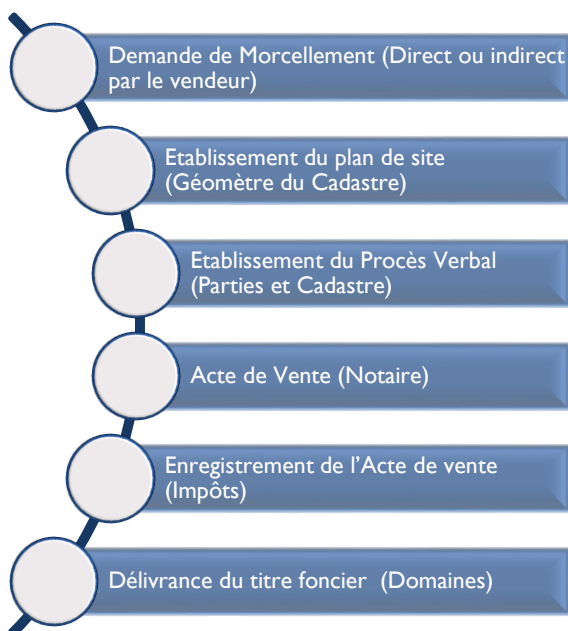 Demande de Morcellement (Direct ou indirect
par le vendeur)
Etablissement du plan de site
(Géomètre du Cadastre)
Etablissement du Procès Verbal
(Parties et Cadastre)
Acte de Vente (Notaire)
Enregistrement de l'Acte de vente
(Impôts)
Délivrance du titre foncier (Domaines)